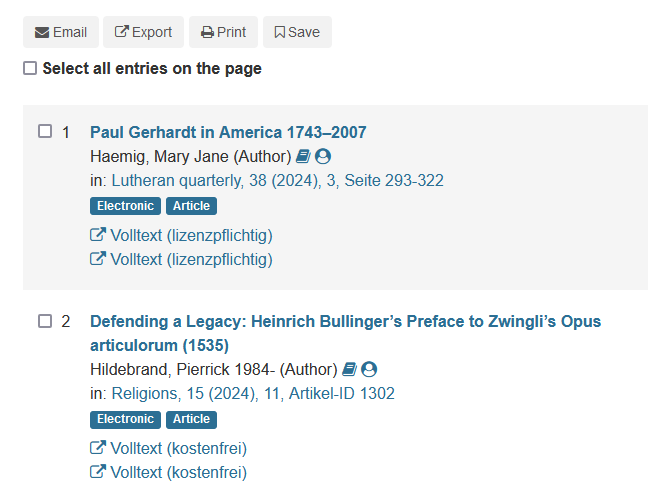 Email Export Print Save
Select all entries on the page
1 Paul Gerhardt in America 1743–2007
Haemig, Mary Jane (Author)
in: Lutheran quarterly, 38 (2024), 3, Seite 293-322
Electronic Article
Volltext (lizenzpflichtig)
Volltext (lizenzpflichtig)
2 Defending a Legacy: Heinrich Bullinger’s Preface to Zwingli’s Opus
articulorum (1535)
Hildebrand, Pierrick 1984- (Author)
in: Religions, 15 (2024), 11, Artikel-ID 1302
Electronic Article
Volltext (kostenfrei)
Volltext (kostenfrei)